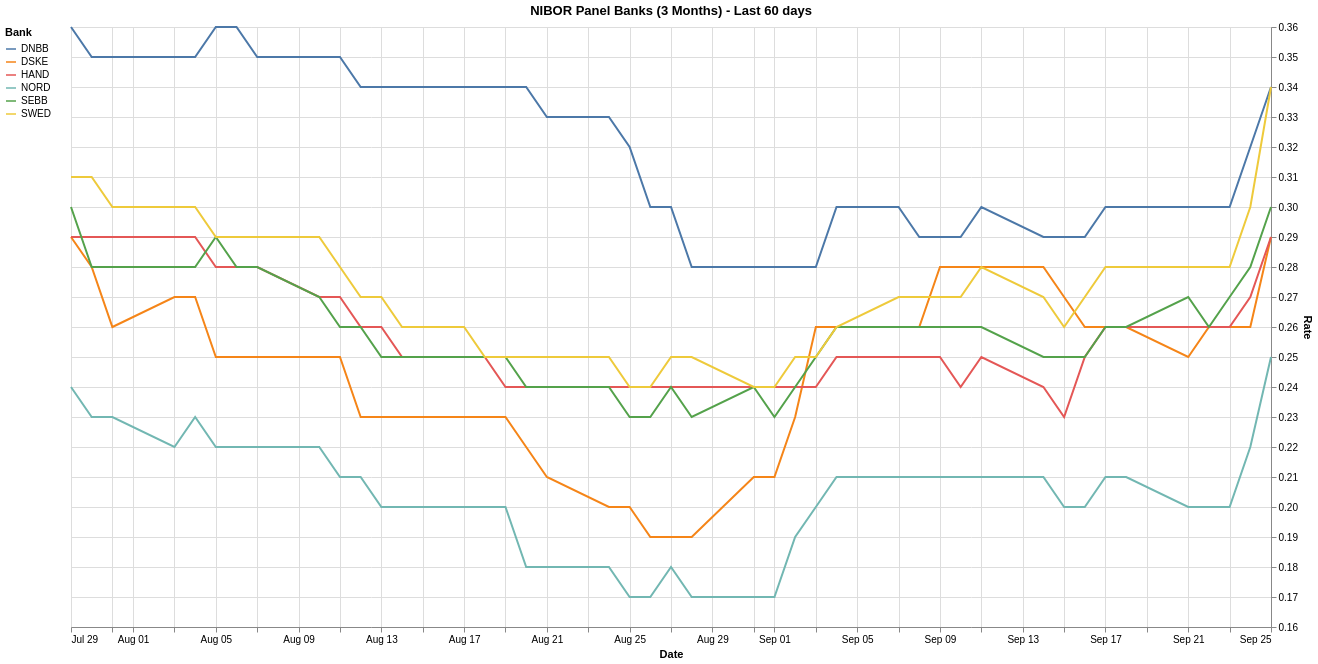 NIBOR Panel Banks (3 Months) - Last 60 days
Bank
DNBB
DSKE
HAND
NORD
SEBB
SWED
0.36
0.35
0.34
0.33
0.32
0.31
0.30
0.29
0.28
0.27
0.26
0.25
0.24
0.23
0.22
0.21
0.20
0.19
0.18
0.17
0.16
Rate
Jul 29 Aug 01 Aug 05 Aug 09 Aug 13 Aug 17 Aug 21 Aug 25 Aug 29 Sep 01 Sep 05 Sep 09 Sep 13 Sep 17 Sep 21 Sep 25
Date